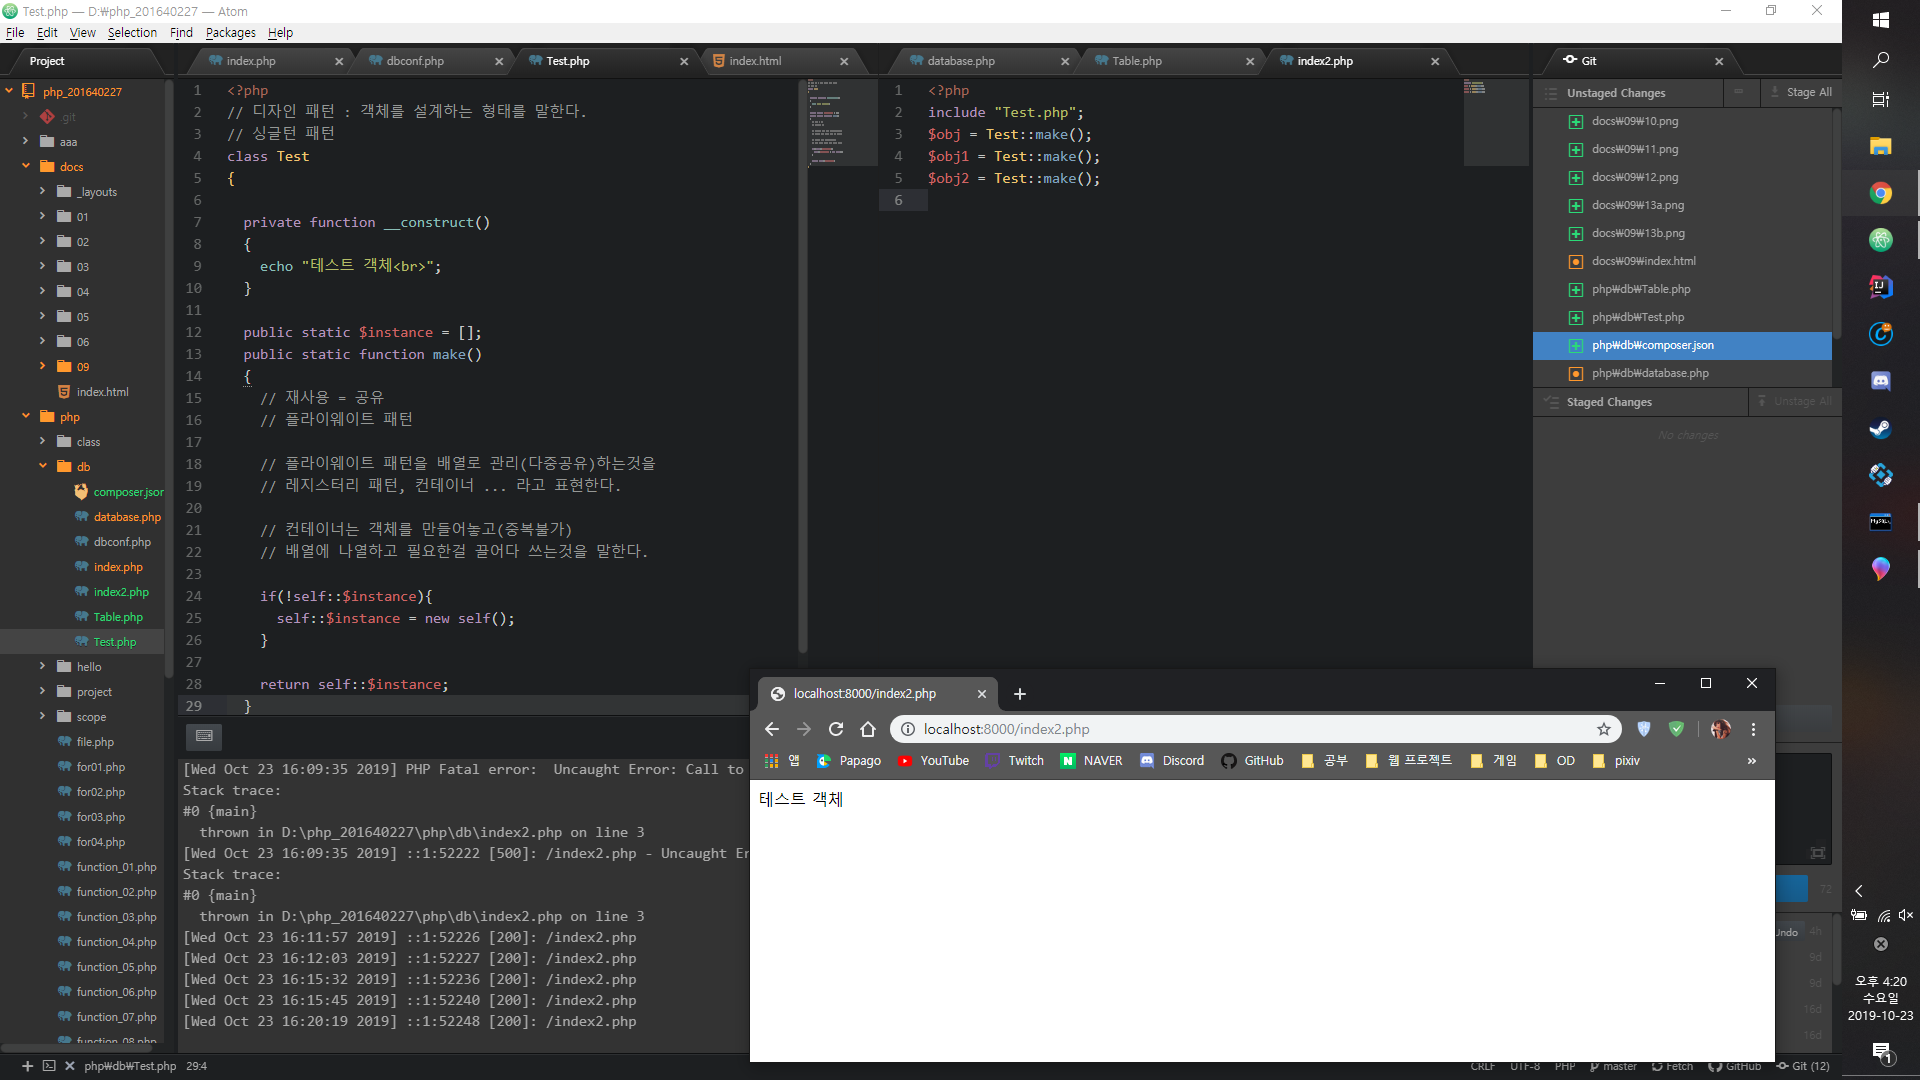 Test.php — D:₩php_201640227 — Atom
File Edit View Selection Find Packages Help
Project
index.php
dbconf.php
Test.php
index.html
database.php
Table.php
index2.php
Git
php_201640227
.git
aaa
docs
_layouts
01
02
03
04
05
06
09
index.html
php
class
db
composer.json
database.php
dbconf.php
index.php
index2.php
Table.php
Test.php
hello
project
scope
file.php
for01.php
for02.php
for03.php
for04.php
function_01.php
function_02.php
function_03.php
function_04.php
function_05.php
function_06.php
function_07.php
function_08.php
1 <?php
2 // 디자인 패턴 : 객체를 설계하는 형태를 말한다.
3 // 싱글턴 패턴
4 class Test
5 {
6
7 private function __construct()
8 {
9 echo "테스트 객체<br>";
10 }
11
12 public static $instance = [];
13 public static function make()
14 {
15 // 재사용 = 공유
16 // 플라이웨이트 패턴
17
18 // 플라이웨이트 패턴을 배열로 관리(다중공유)하는것을
19 // 레지스터리 패턴, 컨테이너 ... 라고 표현한다.
20
21 // 컨테이너는 객체를 만들어놓고(중복불가)
22 // 배열에 나열하고 필요한걸 끌어다 쓰는것을 말한다.
23
24 if(!self::$instance){
25 self::$instance = new self();
26 }
27
28 return self::$instance;
29 }
1 <?php
2 include "Test.php";
3 $obj = Test::make();
4 $obj1 = Test::make();
5 $obj2 = Test::make();
6
Unstaged Changes
Stage All
docs₩09₩10.png
docs₩09₩11.png
docs₩09₩12.png
docs₩09₩13a.png
docs₩09₩13b.png
docs₩09₩index.html
php₩db₩Table.php
php₩db₩Test.php
php₩db₩composer.json
php₩db₩database.php
Staged Changes
Unstage All
No changes
[Wed Oct 23 16:09:35 2019] PHP Fatal error:  Uncaught Error: Call to
Stack trace:
#0 {main}
thrown in D:\php_201640227\php\db\index2.php on line 3
[Wed Oct 23 16:09:35 2019] ::1:52222 [500]: /index2.php - Uncaught Er
Stack trace:
#0 {main}
thrown in D:\php_201640227\php\db\index2.php on line 3
[Wed Oct 23 16:11:57 2019] ::1:52226 [200]: /index2.php
[Wed Oct 23 16:12:03 2019] ::1:52227 [200]: /index2.php
[Wed Oct 23 16:15:32 2019] ::1:52236 [200]: /index2.php
[Wed Oct 23 16:15:45 2019] ::1:52240 [200]: /index2.php
[Wed Oct 23 16:20:19 2019] ::1:52248 [200]: /index2.php
localhost:8000/index2.php
localhost:8000/index2.php
앱 Papago YouTube Twitch NAVER Discord GitHub 공부 웹 프로젝트 게임 OD pixiv »
테스트 객체
72
Undo 4h
9d
9d
16d
16d
php₩db₩Test.php 29:4
CRLF UTF-8 PHP master Fetch GitHub Git (12)
오후 4:20
수요일
2019-10-23
1